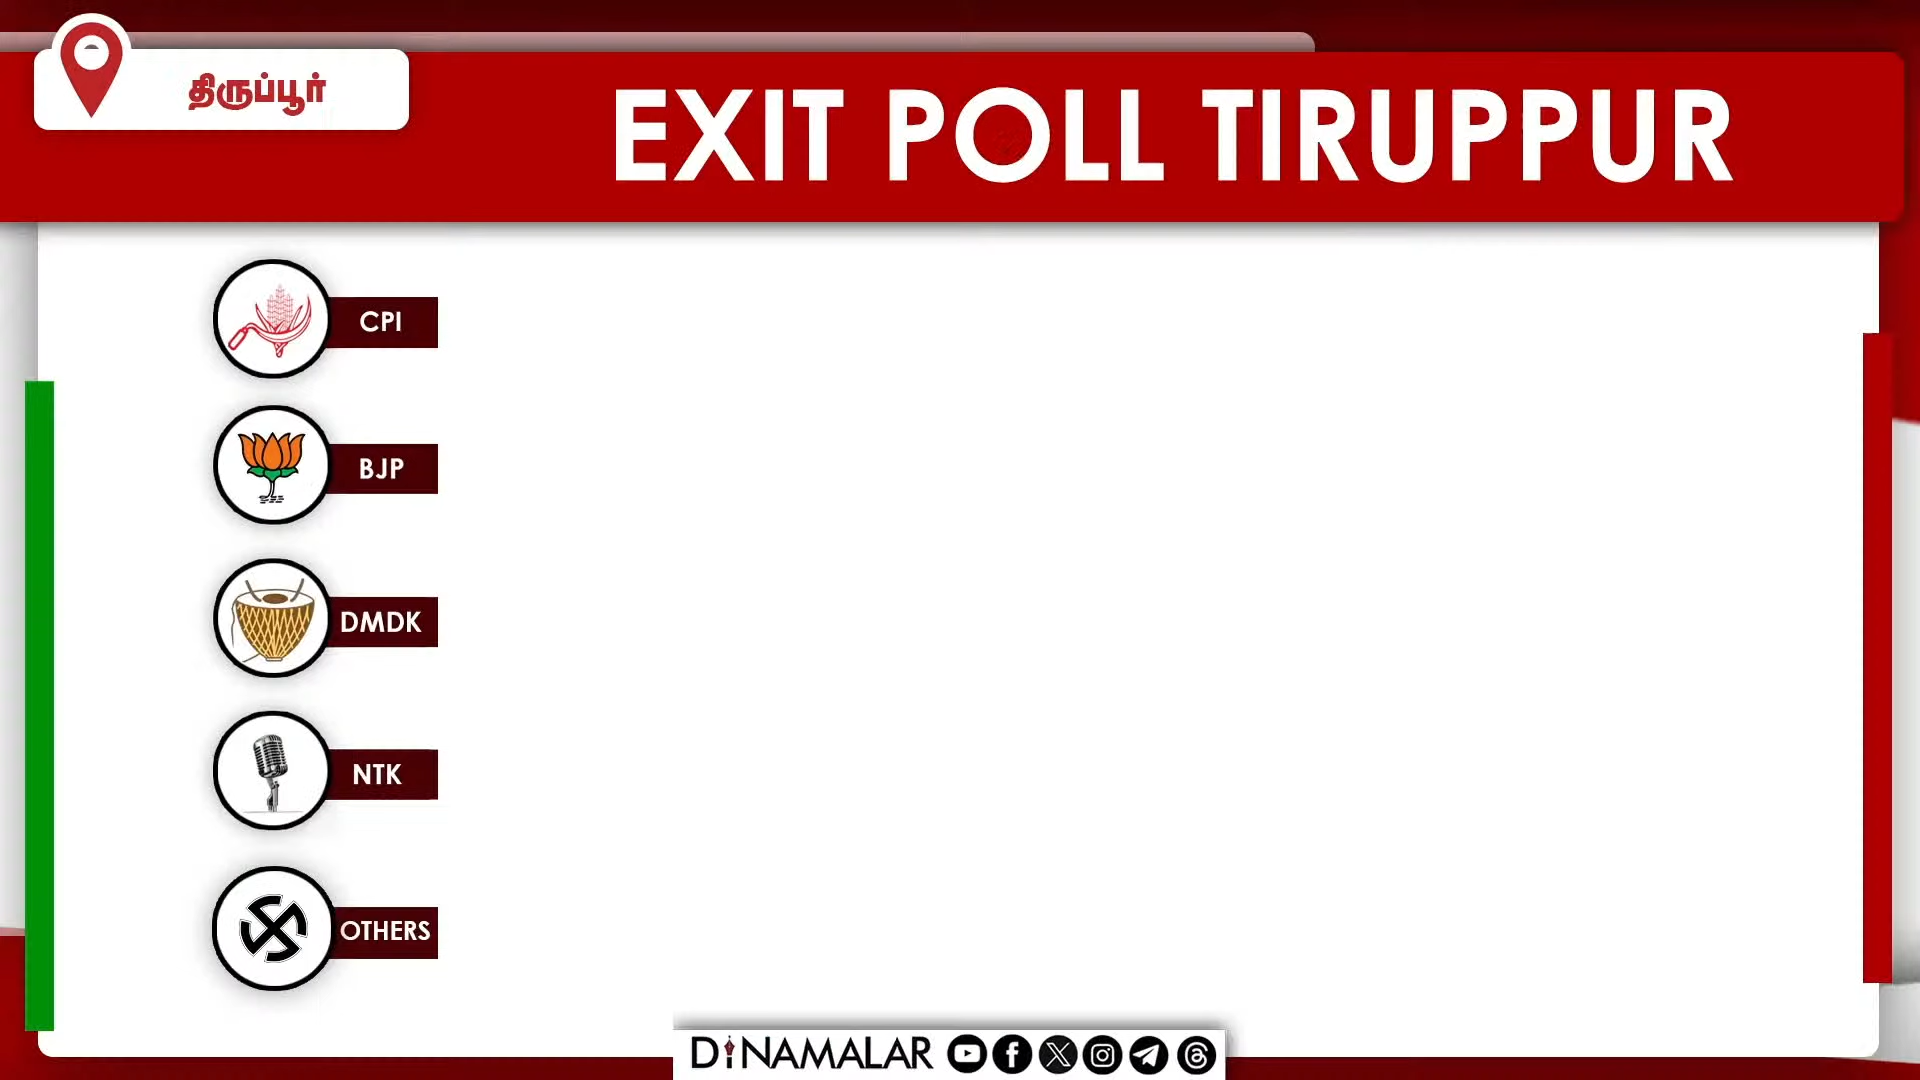 திருப்பூர்
EXIT POLL TIRUPPUR
CPI
BJP
DMDK
NTK
OTHERS
DINAMALAR